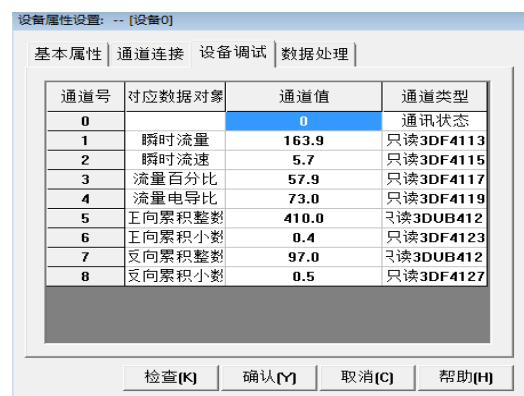 设备属性设置: -- [设备0]
基本属性 通道连接 设备调试 数据处理
通道号 对应数据对象 通道值 通道类型
0 0 通讯状态
1 瞬时流量 163.9 只读3DF4113
2 瞬时流速 5.7 只读3DF4115
3 流量百分比 57.9 只读3DF4117
4 流量电导比 73.0 只读3DF4119
5 正向累积整数 410.0 只读3DUB412
6 正向累积小数 0.4 只读3DF4123
7 反向累积整数 97.0 只读3DUB412
8 反向累积小数 0.5 只读3DF4127
检查(K) 确认(Y) 取消(C) 帮助(H)